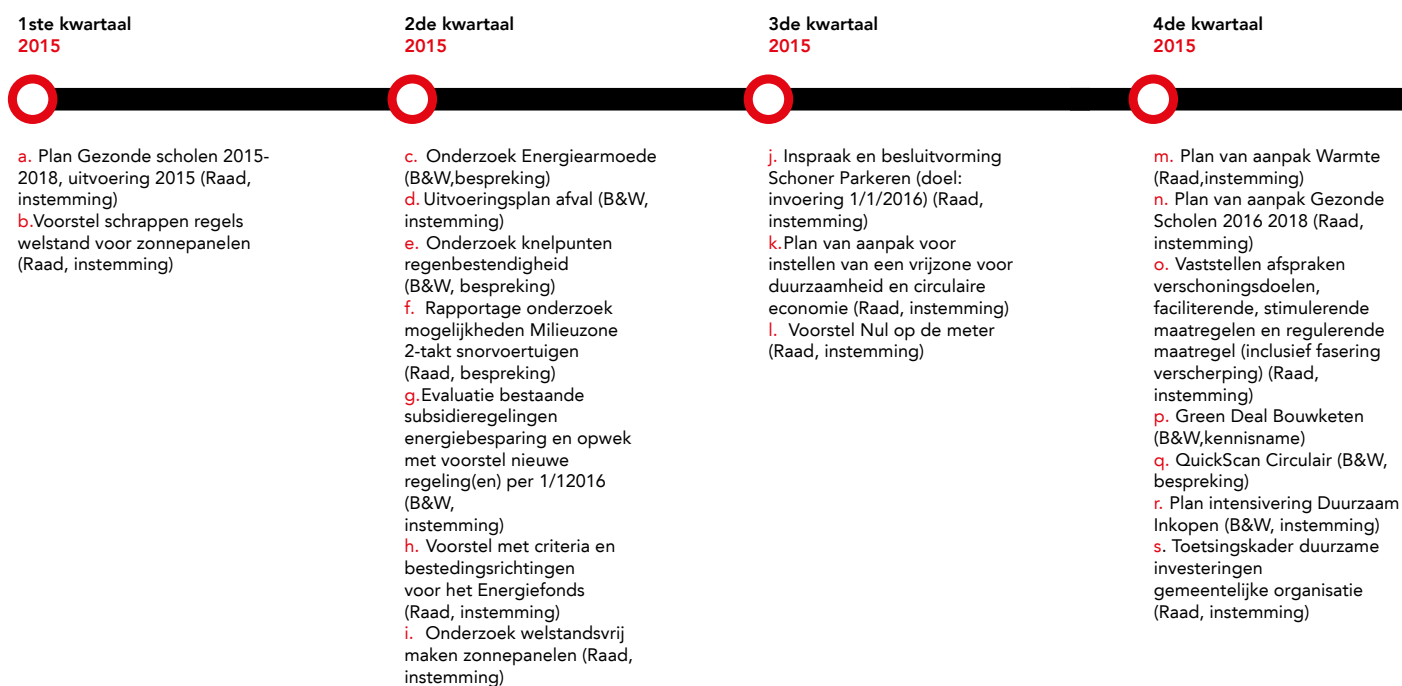 1ste kwartaal
2015
a. Plan Gezonde scholen 2015-
2018, uitvoering 2015 (Raad,
instemming)
b.Voorstel schrappen regels
welstand voor zonnepanelen
(Raad, instemming)
2de kwartaal
2015
c. Onderzoek Energiearmoede
(B&W,bespreking)
d. Uitvoeringsplan afval (B&W,
instemming)
e. Onderzoek knelpunten
regenbestendigheid
(B&W, bespreking)
f. Rapportage onderzoek
mogelijkheden Milieuzone
2-takt snorvoertuigen
(Raad, bespreking)
g.Evaluatie bestaande
subsidieregelingen
energiebesparing en opwek
met voorstel nieuwe
regeling(en) per 1/12016
(B&W,
instemming)
h. Voorstel met criteria en
bestedingsrichtingen
voor het Energiefonds
(Raad, instemming)
i. Onderzoek welstandsvrij
maken zonnepanelen (Raad,
instemming)
3de kwartaal
2015
j. Inspraak en besluitvorming
Schoner Parkeren (doel:
invoering 1/1/2016) (Raad,
instemming)
k.Plan van aanpak voor
instellen van een vrijzone voor
duurzaamheid en circulaire
economie (Raad, instemming)
l. Voorstel Nul op de meter
(Raad, instemming)
4de kwartaal
2015
m. Plan van aanpak Warmte
(Raad,instemming)
n. Plan van aanpak Gezonde
Scholen 2016 2018 (Raad,
instemming)
o. Vaststellen afspraken
verschoningsdoelen,
faciliterende, stimulerende
maatregelen en regulerende
maatregel (inclusief fasering
verscherping) (Raad,
instemming)
p. Green Deal Bouwketen
(B&W,kennisname)
q. QuickScan Circulair (B&W,
bespreking)
r. Plan intensivering Duurzaam
Inkopen (B&W, instemming)
s. Toetsingskader duurzame
investeringen
gemeentelijke organisatie
(Raad, instemming)